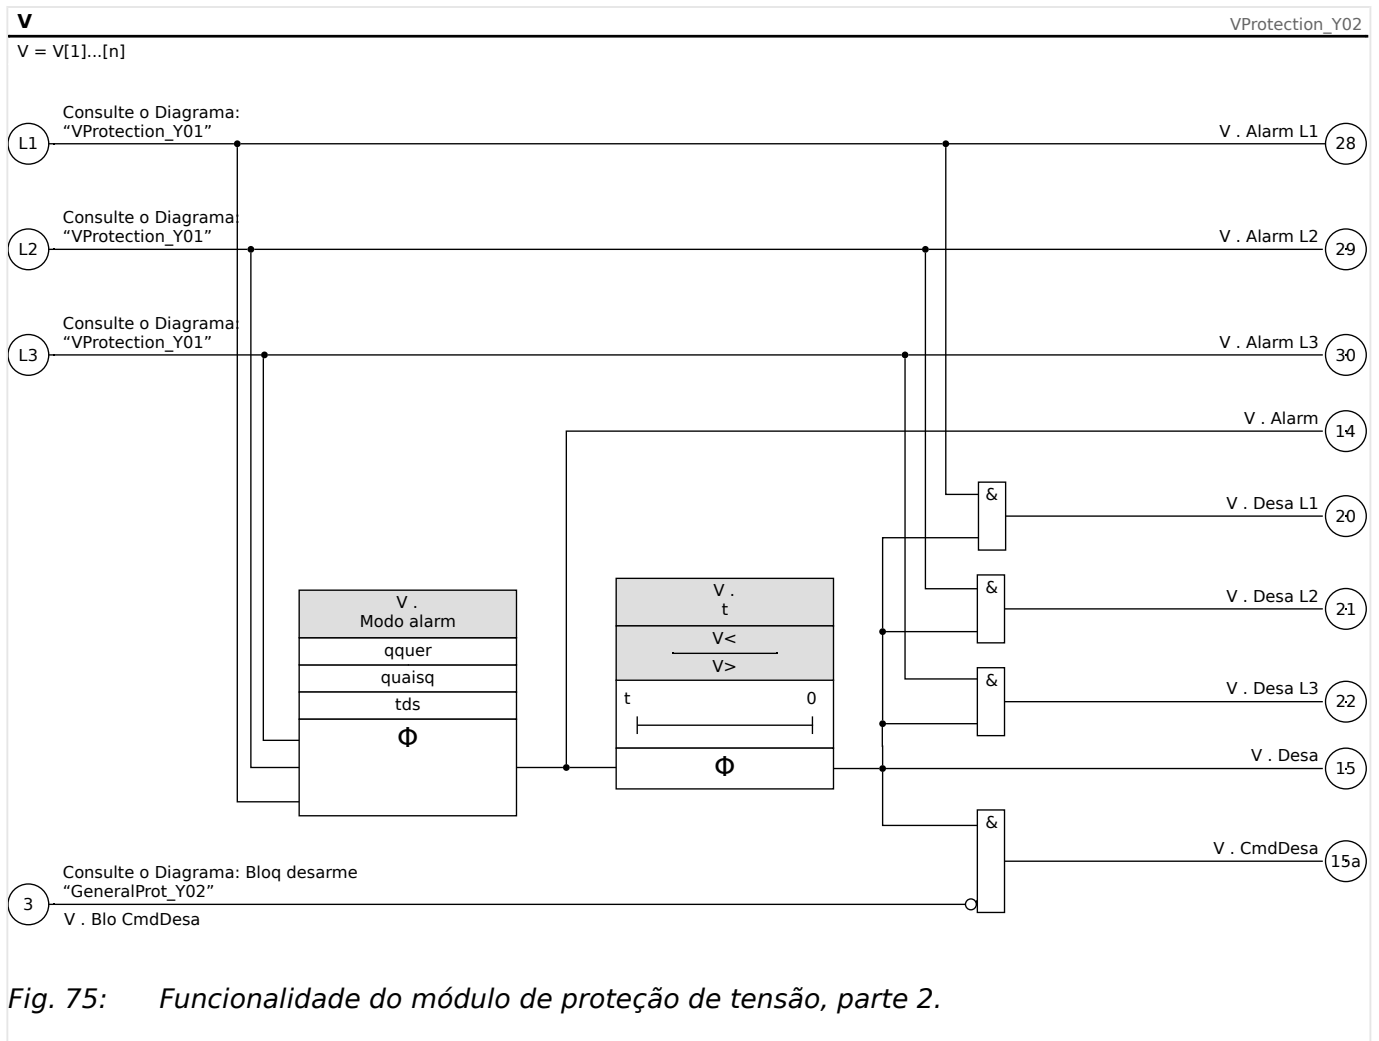 V
VProtection_Y02
V = V[1]...[n]
Consulte o Diagrama:
“VProtection_Y01”
L1
V . Alarm L1
28
Consulte o Diagrama:
“VProtection_Y01”
L2
V . Alarm L2
29
Consulte o Diagrama:
“VProtection_Y01”
L3
V . Alarm L3
30
V . Alarm
14
&
V . Desa L1
20
V .
Modo alarm
qquer
quaisq
tds
Φ
V .
t
V<
V>
t 0
Φ
&
V . Desa L2
21
&
V . Desa L3
22
V . Desa
15
&
V . CmdDesa
15a
Consulte o Diagrama: Bloq desarme
“GeneralProt_Y02”
3
V . Blo CmdDesa
Fig. 75: Funcionalidade do módulo de proteção de tensão, parte 2.